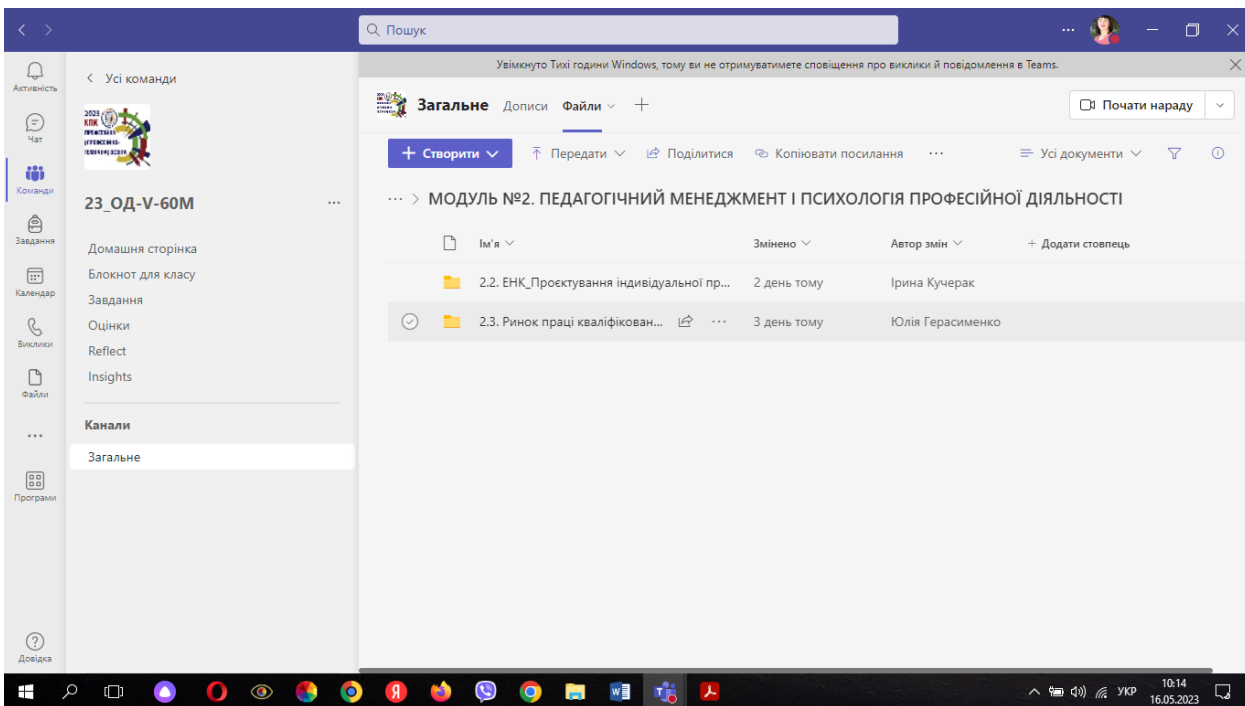 Пошук
Активність
Чат
Команди
Завдання
Календар
Виклики
Файли
Програми
Довідка
Усі команди
2023
КПК
23_ОД-V-60М
Домашня сторінка
Блокнот для класу
Завдання
Оцінки
Reflect
Insights
Канали
Загальне
Увімкнуто Тихі години Windows, тому ви не отримуватимете сповіщення про виклики й повідомлення в Teams.
Загальне Дописи Файли
Почати нараду
Створити Передати Поділитися Копіювати посилання ... Усі документи
... > МОДУЛЬ №2. ПЕДАГОГІЧНИЙ МЕНЕДЖМЕНТ І ПСИХОЛОГІЯ ПРОФЕСІЙНОЇ ДІЯЛЬНОСТІ
Ім'я Змінено Автор змін + Додати стовпець
2.2. ЕНК_Проєктування індивідуальної пр... 2 день тому Ірина Кучерак
2.3. Ринок праці кваліфікован... 3 день тому Юлія Герасименко
УКР
10:14
16.05.2023